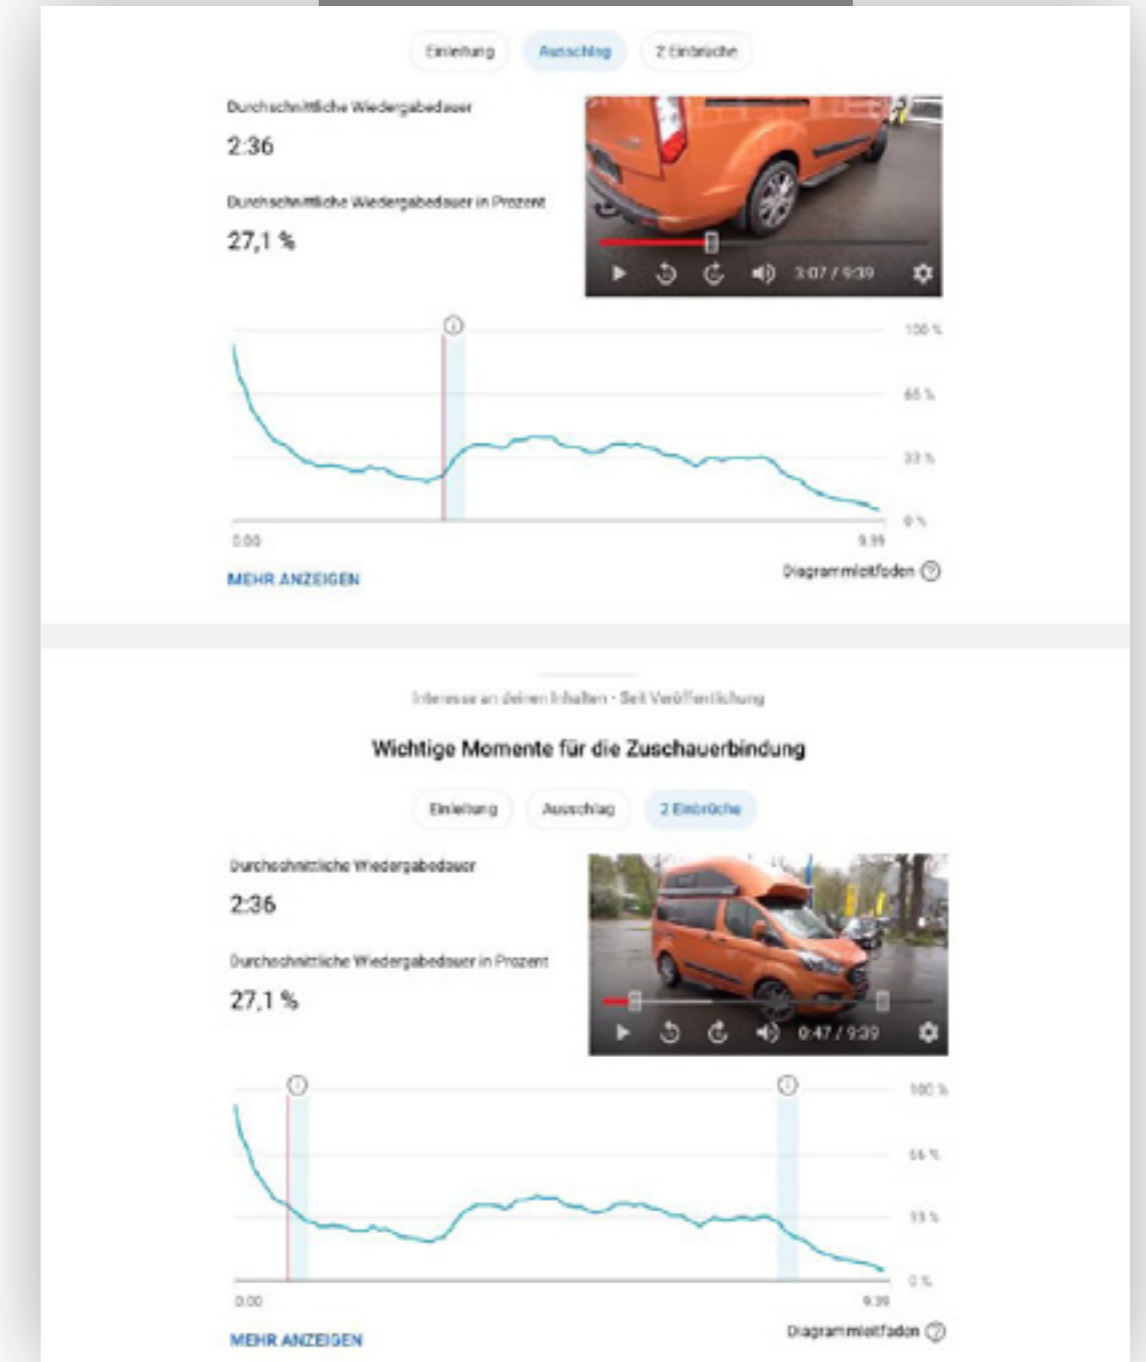 Einleitung
Ausschlag
2 Einbrüche
Durchschnittliche Wiedergabedauer
2:36
Durchschnittliche Wiedergabedauer in Prozent
27,1 %
3:07 / 9:39
100 %
66 %
33 %
0 %
0:00
9:39
MEHR ANZEIGEN
Diagrammleitfaden
Interesse an deinen Inhalten • Seit Veröffentlichung
Wichtige Momente für die Zuschauerbindung
Einleitung
Ausschlag
2 Einbrüche
Durchschnittliche Wiedergabedauer
2:36
Durchschnittliche Wiedergabedauer in Prozent
27,1 %
0:47 / 9:39
100 %
66 %
33 %
0 %
0:00
9:39
MEHR ANZEIGEN
Diagrammleitfaden